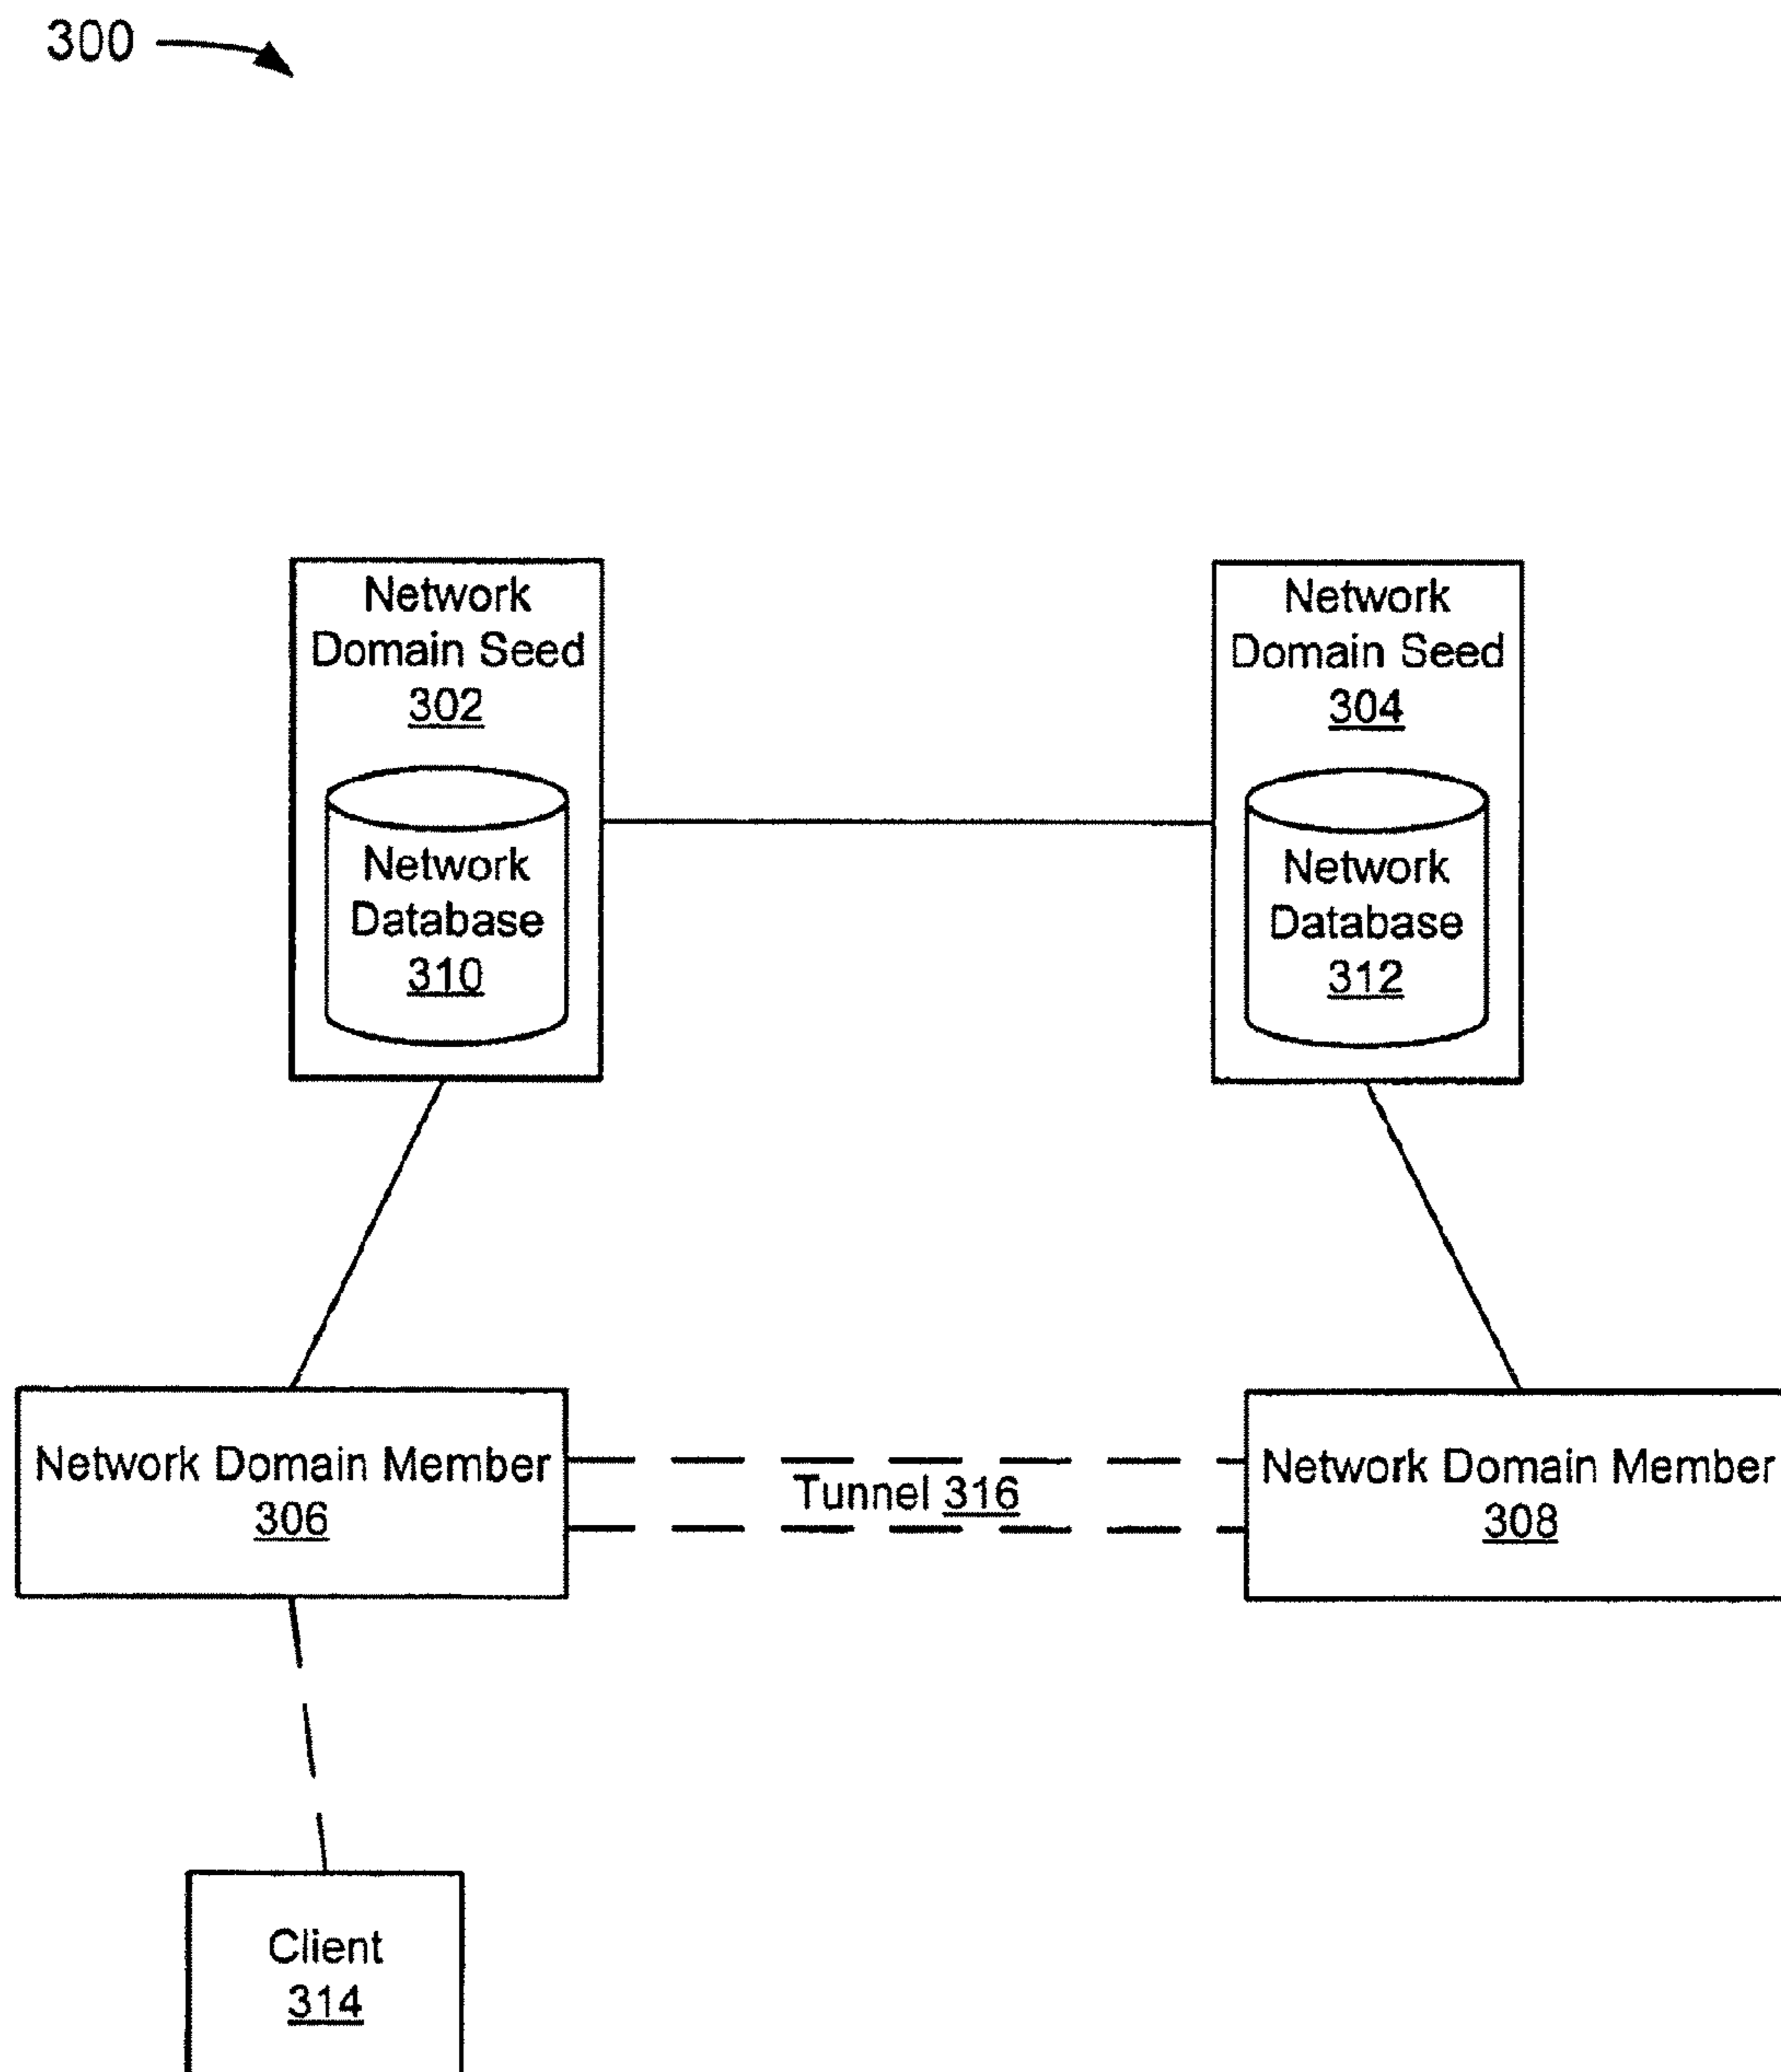 300
Network
Domain Seed
302
Network
Database
310
Network
Domain Seed
304
Network
Database
312
Network Domain Member
306
Tunnel 316
Network Domain Member
308
Client
314